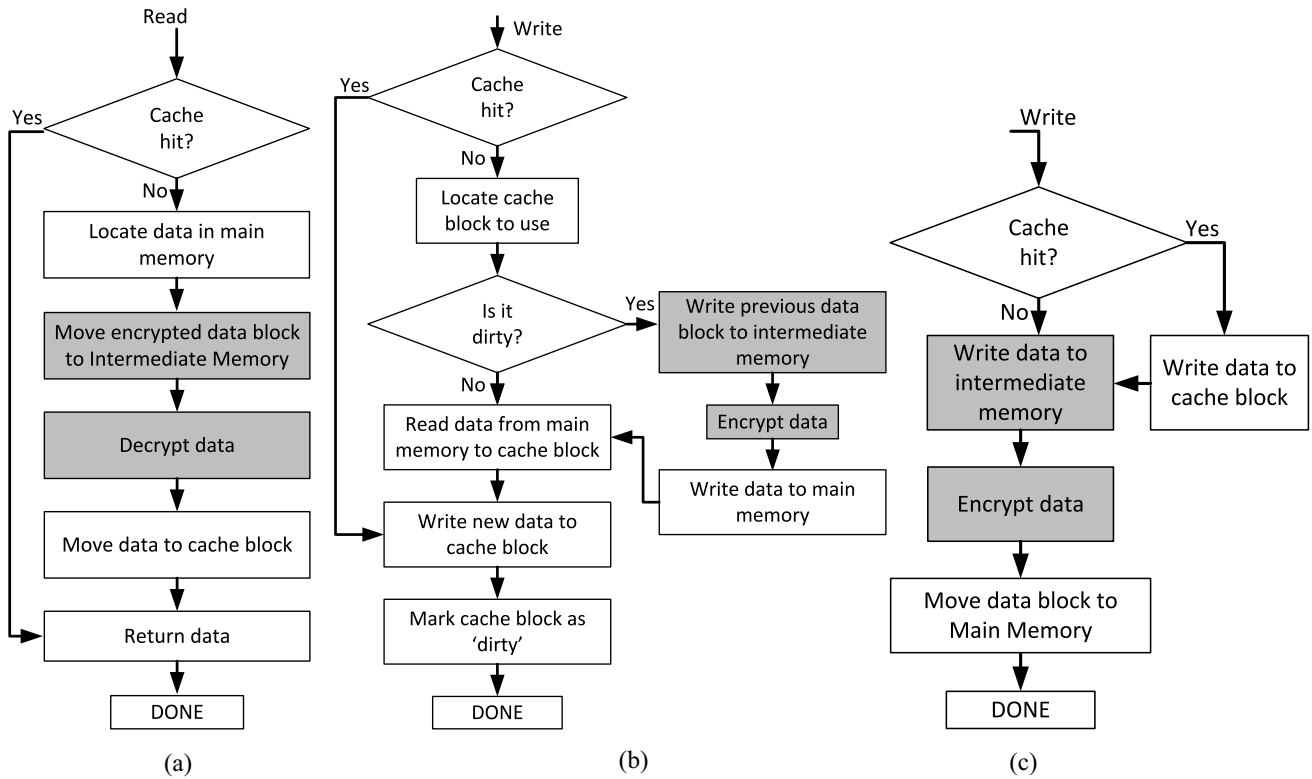 Read
Cache
hit?
Yes
No
Locate data in main
memory
Move encrypted data block
to Intermediate Memory
Decrypt data
Move data to cache block
Return data
DONE
(a)
Write
Cache
hit?
Yes
No
Locate cache
block to use
Is it
dirty?
Yes
Write previous data
block to intermediate
memory
Encrypt data
Write data to main
memory
No
Read data from main
memory to cache block
Write new data to
cache block
Mark cache block as
‘dirty’
DONE
(b)
Write
Cache
hit?
Yes
No
Write data to
cache block
Write data to
intermediate
memory
Encrypt data
Move data block to
Main Memory
DONE
(c)